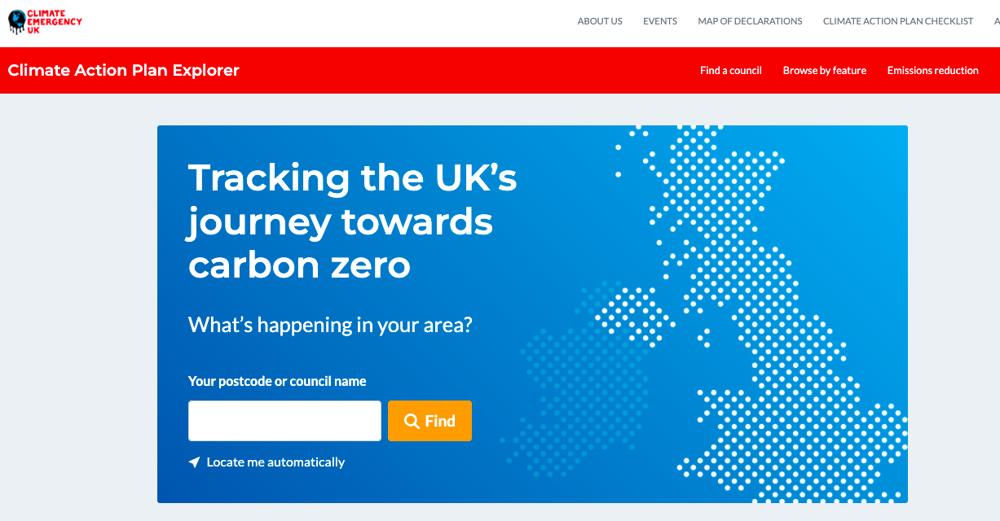 CLIMATE
EMERGENCY
UK
ABOUT US EVENTS MAP OF DECLARATIONS CLIMATE ACTION PLAN CHECKLIST
Climate Action Plan Explorer
Find a council Browse by feature Emissions reduction
Tracking the UK’s
journey towards
carbon zero
What’s happening in your area?
Your postcode or council name
Find
Locate me automatically